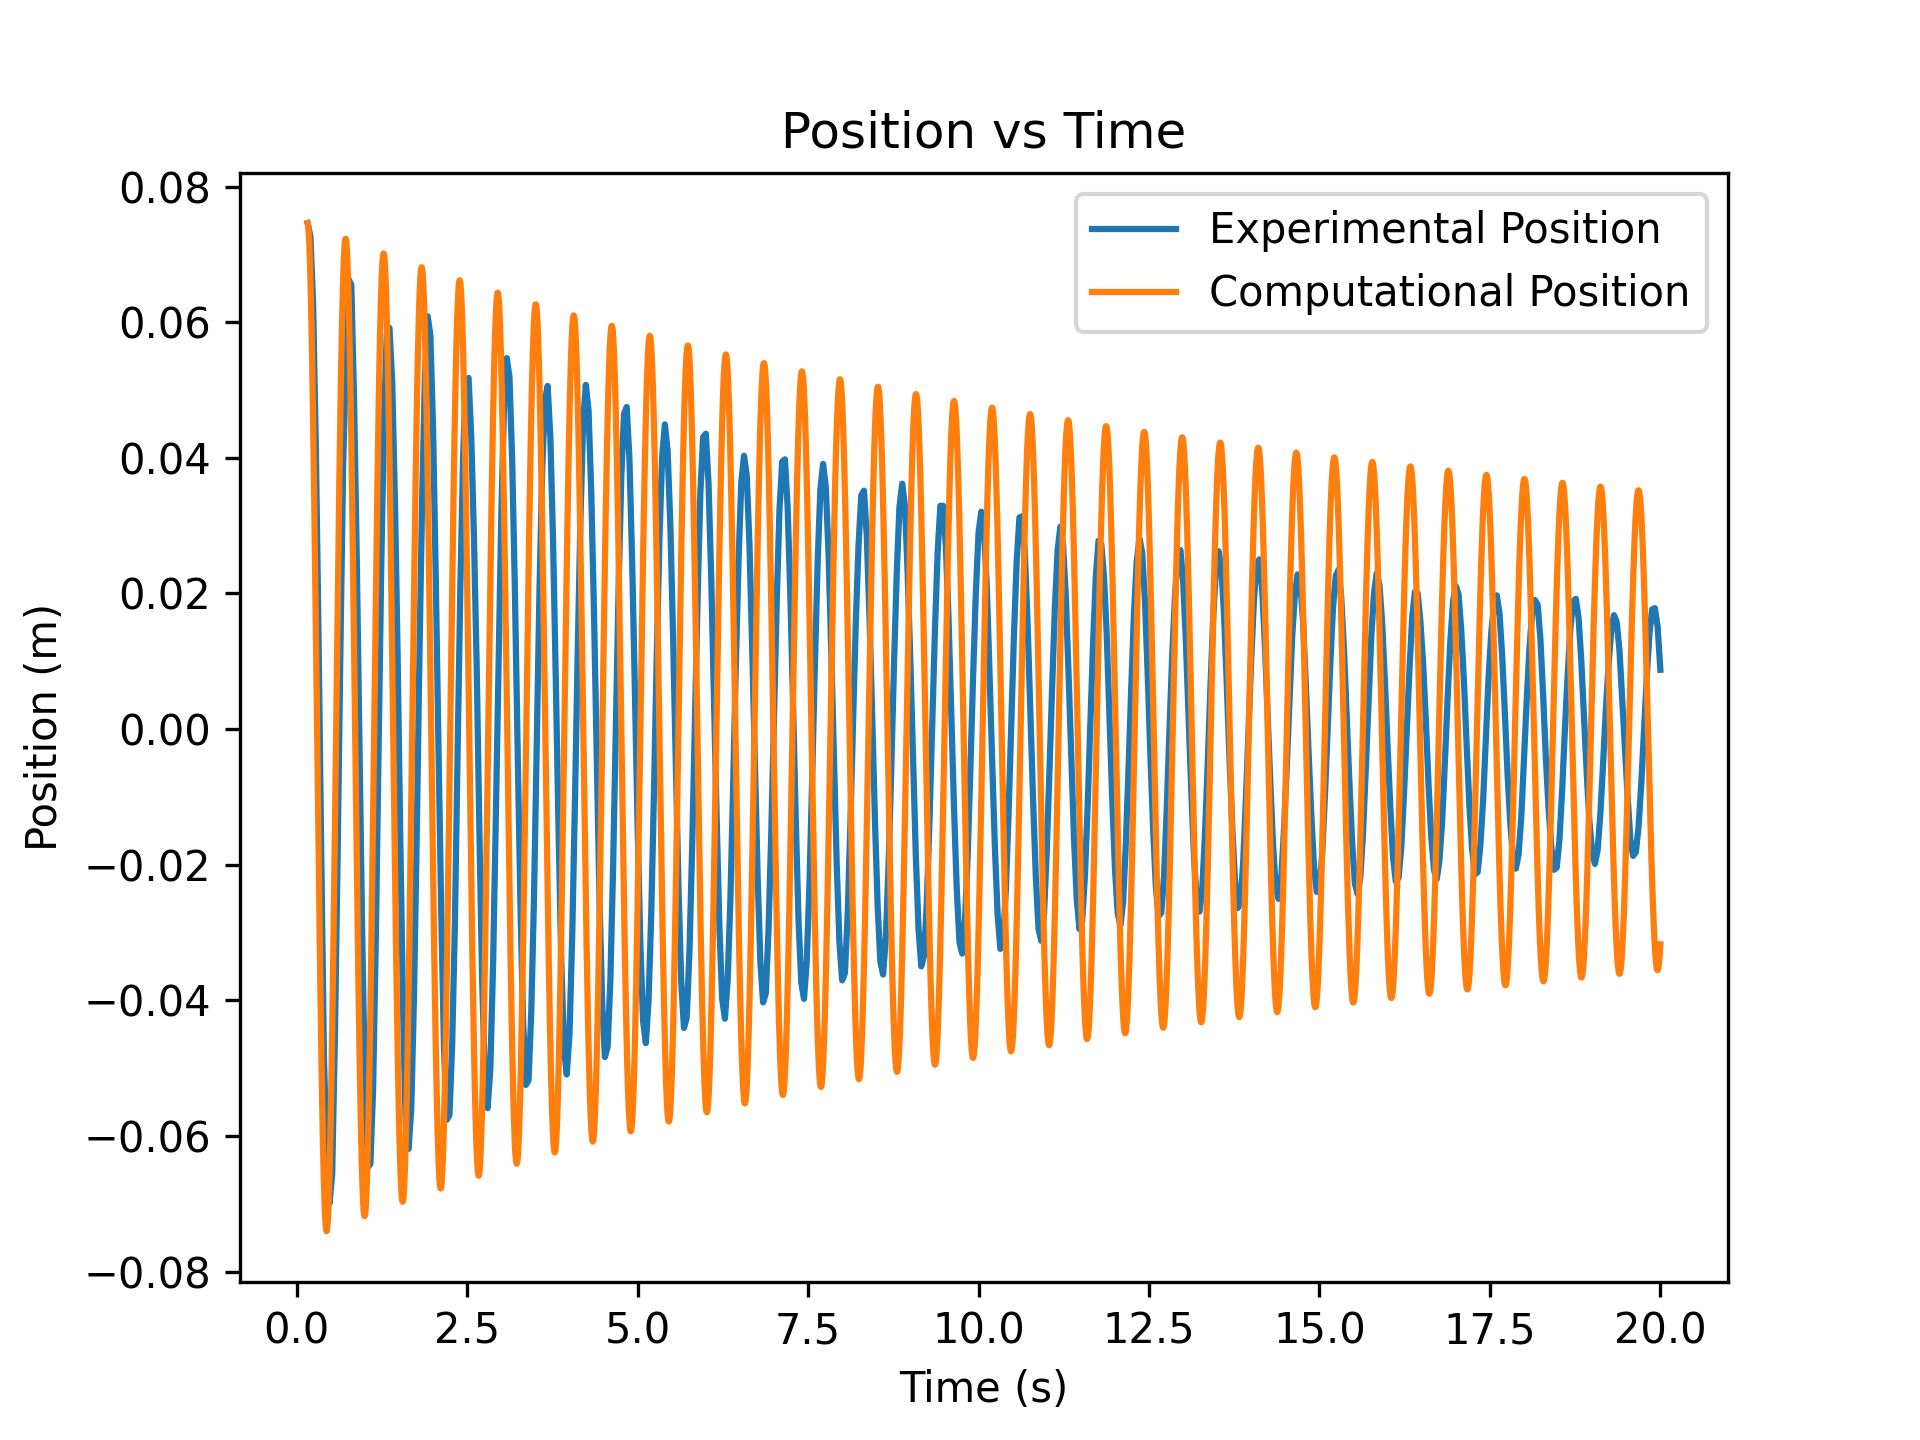 Position vs Time
Experimental Position
Computational Position
0.08
0.06
0.04
0.02
0.00
−0.02
−0.04
−0.06
−0.08
Position (m)
0.0 2.5 5.0 7.5 10.0 12.5 15.0 17.5 20.0
Time (s)